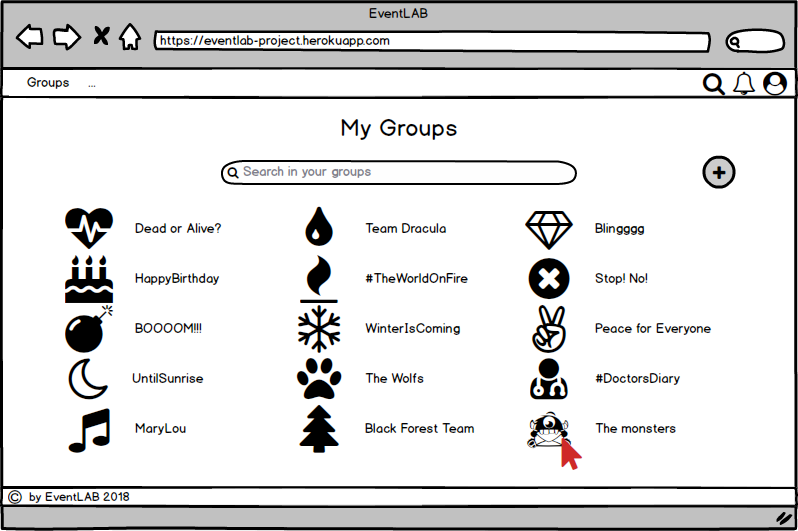 EventLAB
https://eventlab-project.herokuapp.com
Groups ...
My Groups
Search in your groups
Dead or Alive? Team Dracula Blingggg
HappyBirthday #TheWorldOnFire Stop! No!
BOOOOM!!! WinterIsComing Peace for Everyone
UntilSunrise The Wolfs #DoctorsDiary
MaryLou Black Forest Team The monsters
© by EventLAB 2018